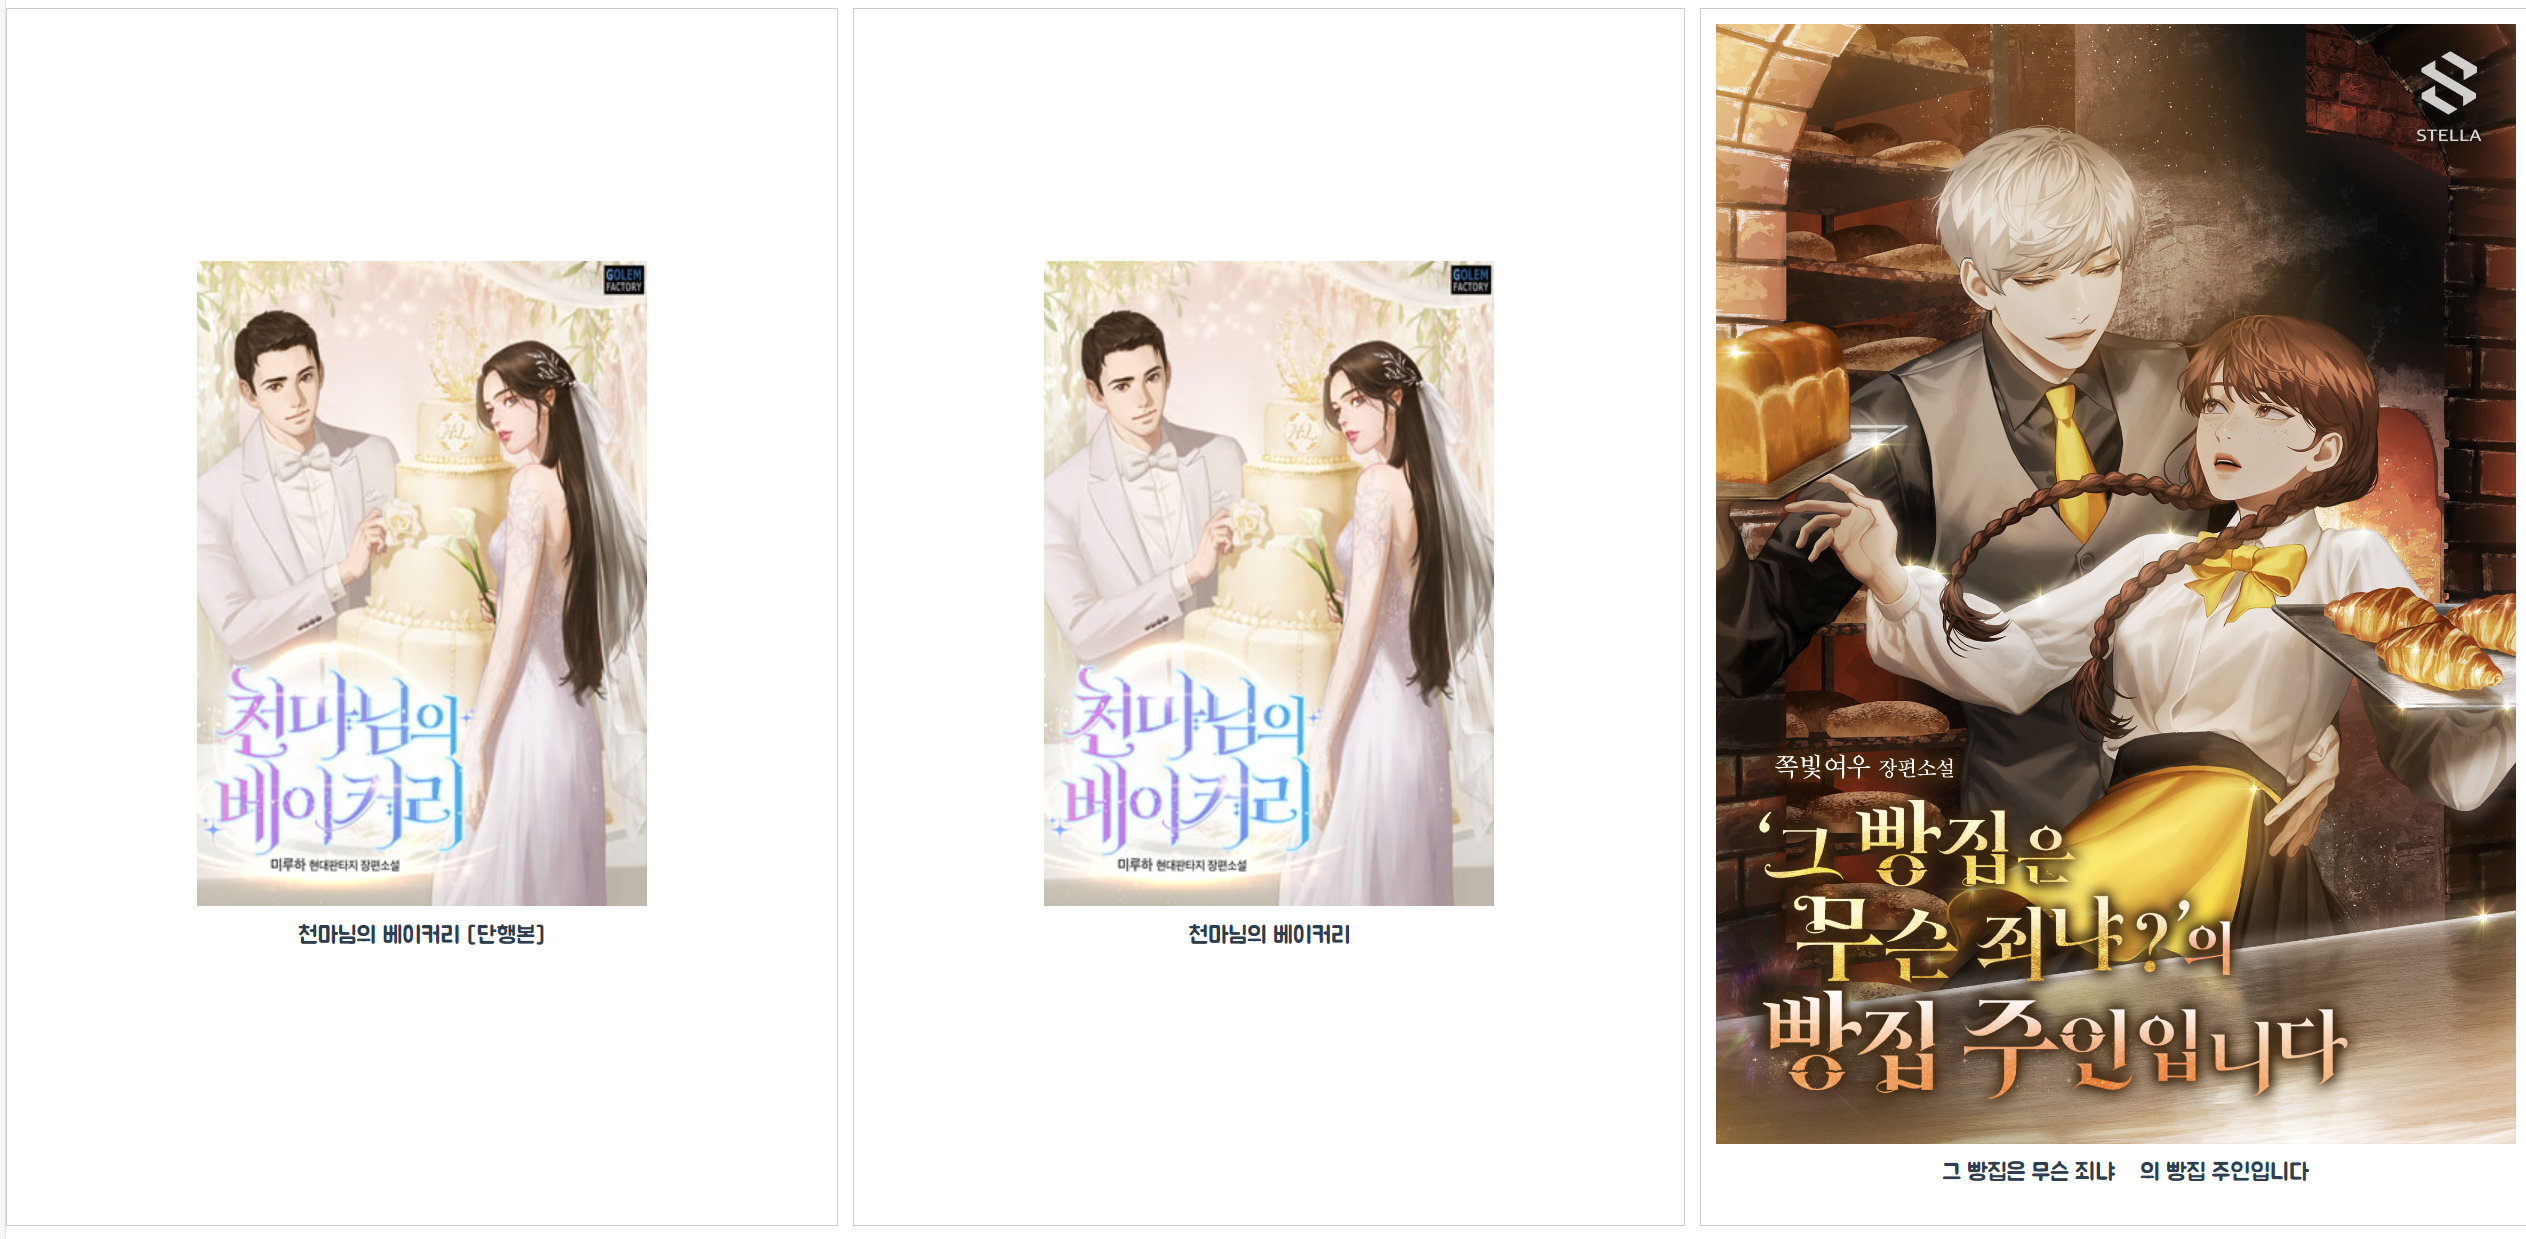 GOLEM
FACTORY
천마님의
베이커리
미루하 현대판타지 장편소설
천마님의 베이커리 [단행본]
GOLEM
FACTORY
천마님의
베이커리
미루하 현대판타지 장편소설
천마님의 베이커리
STELLA
쪽빛여우 장편소설
‘그 빵집은
무슨 죄냐?’의
빵집 주인입니다
그 빵집은 무슨 죄냐 의 빵집 주인입니다